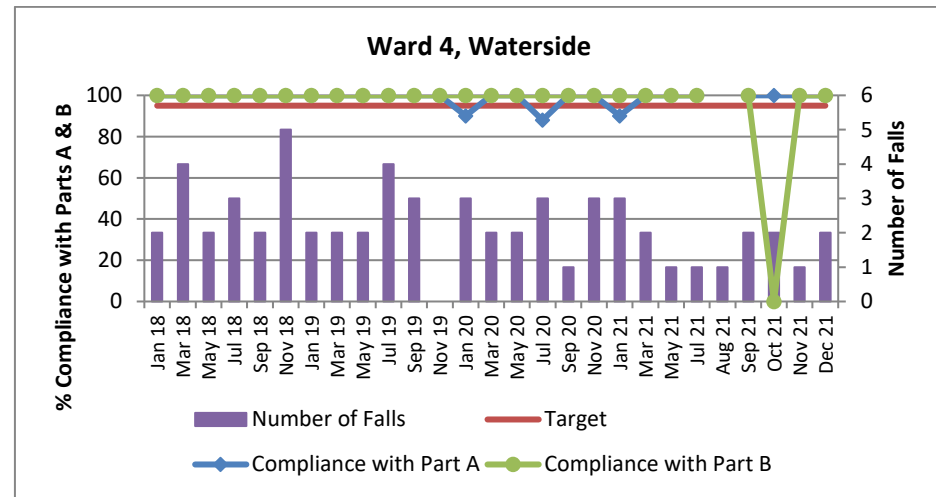 Ward 4, Waterside
% Compliance with Parts A & B
100
80
60
40
20
0
6
5
4
3
2
1
0
Number of Falls
Jan 18
Mar 18
May 18
Jul 18
Sep 18
Nov 18
Jan 19
Mar 19
May 19
Jul 19
Sep 19
Nov 19
Jan 20
Mar 20
May 20
Jul 20
Sep 20
Nov 20
Jan 21
Mar 21
May 21
Jul 21
Aug 21
Sep 21
Oct 21
Nov 21
Dec 21
Number of Falls
Target
Compliance with Part A
Compliance with Part B